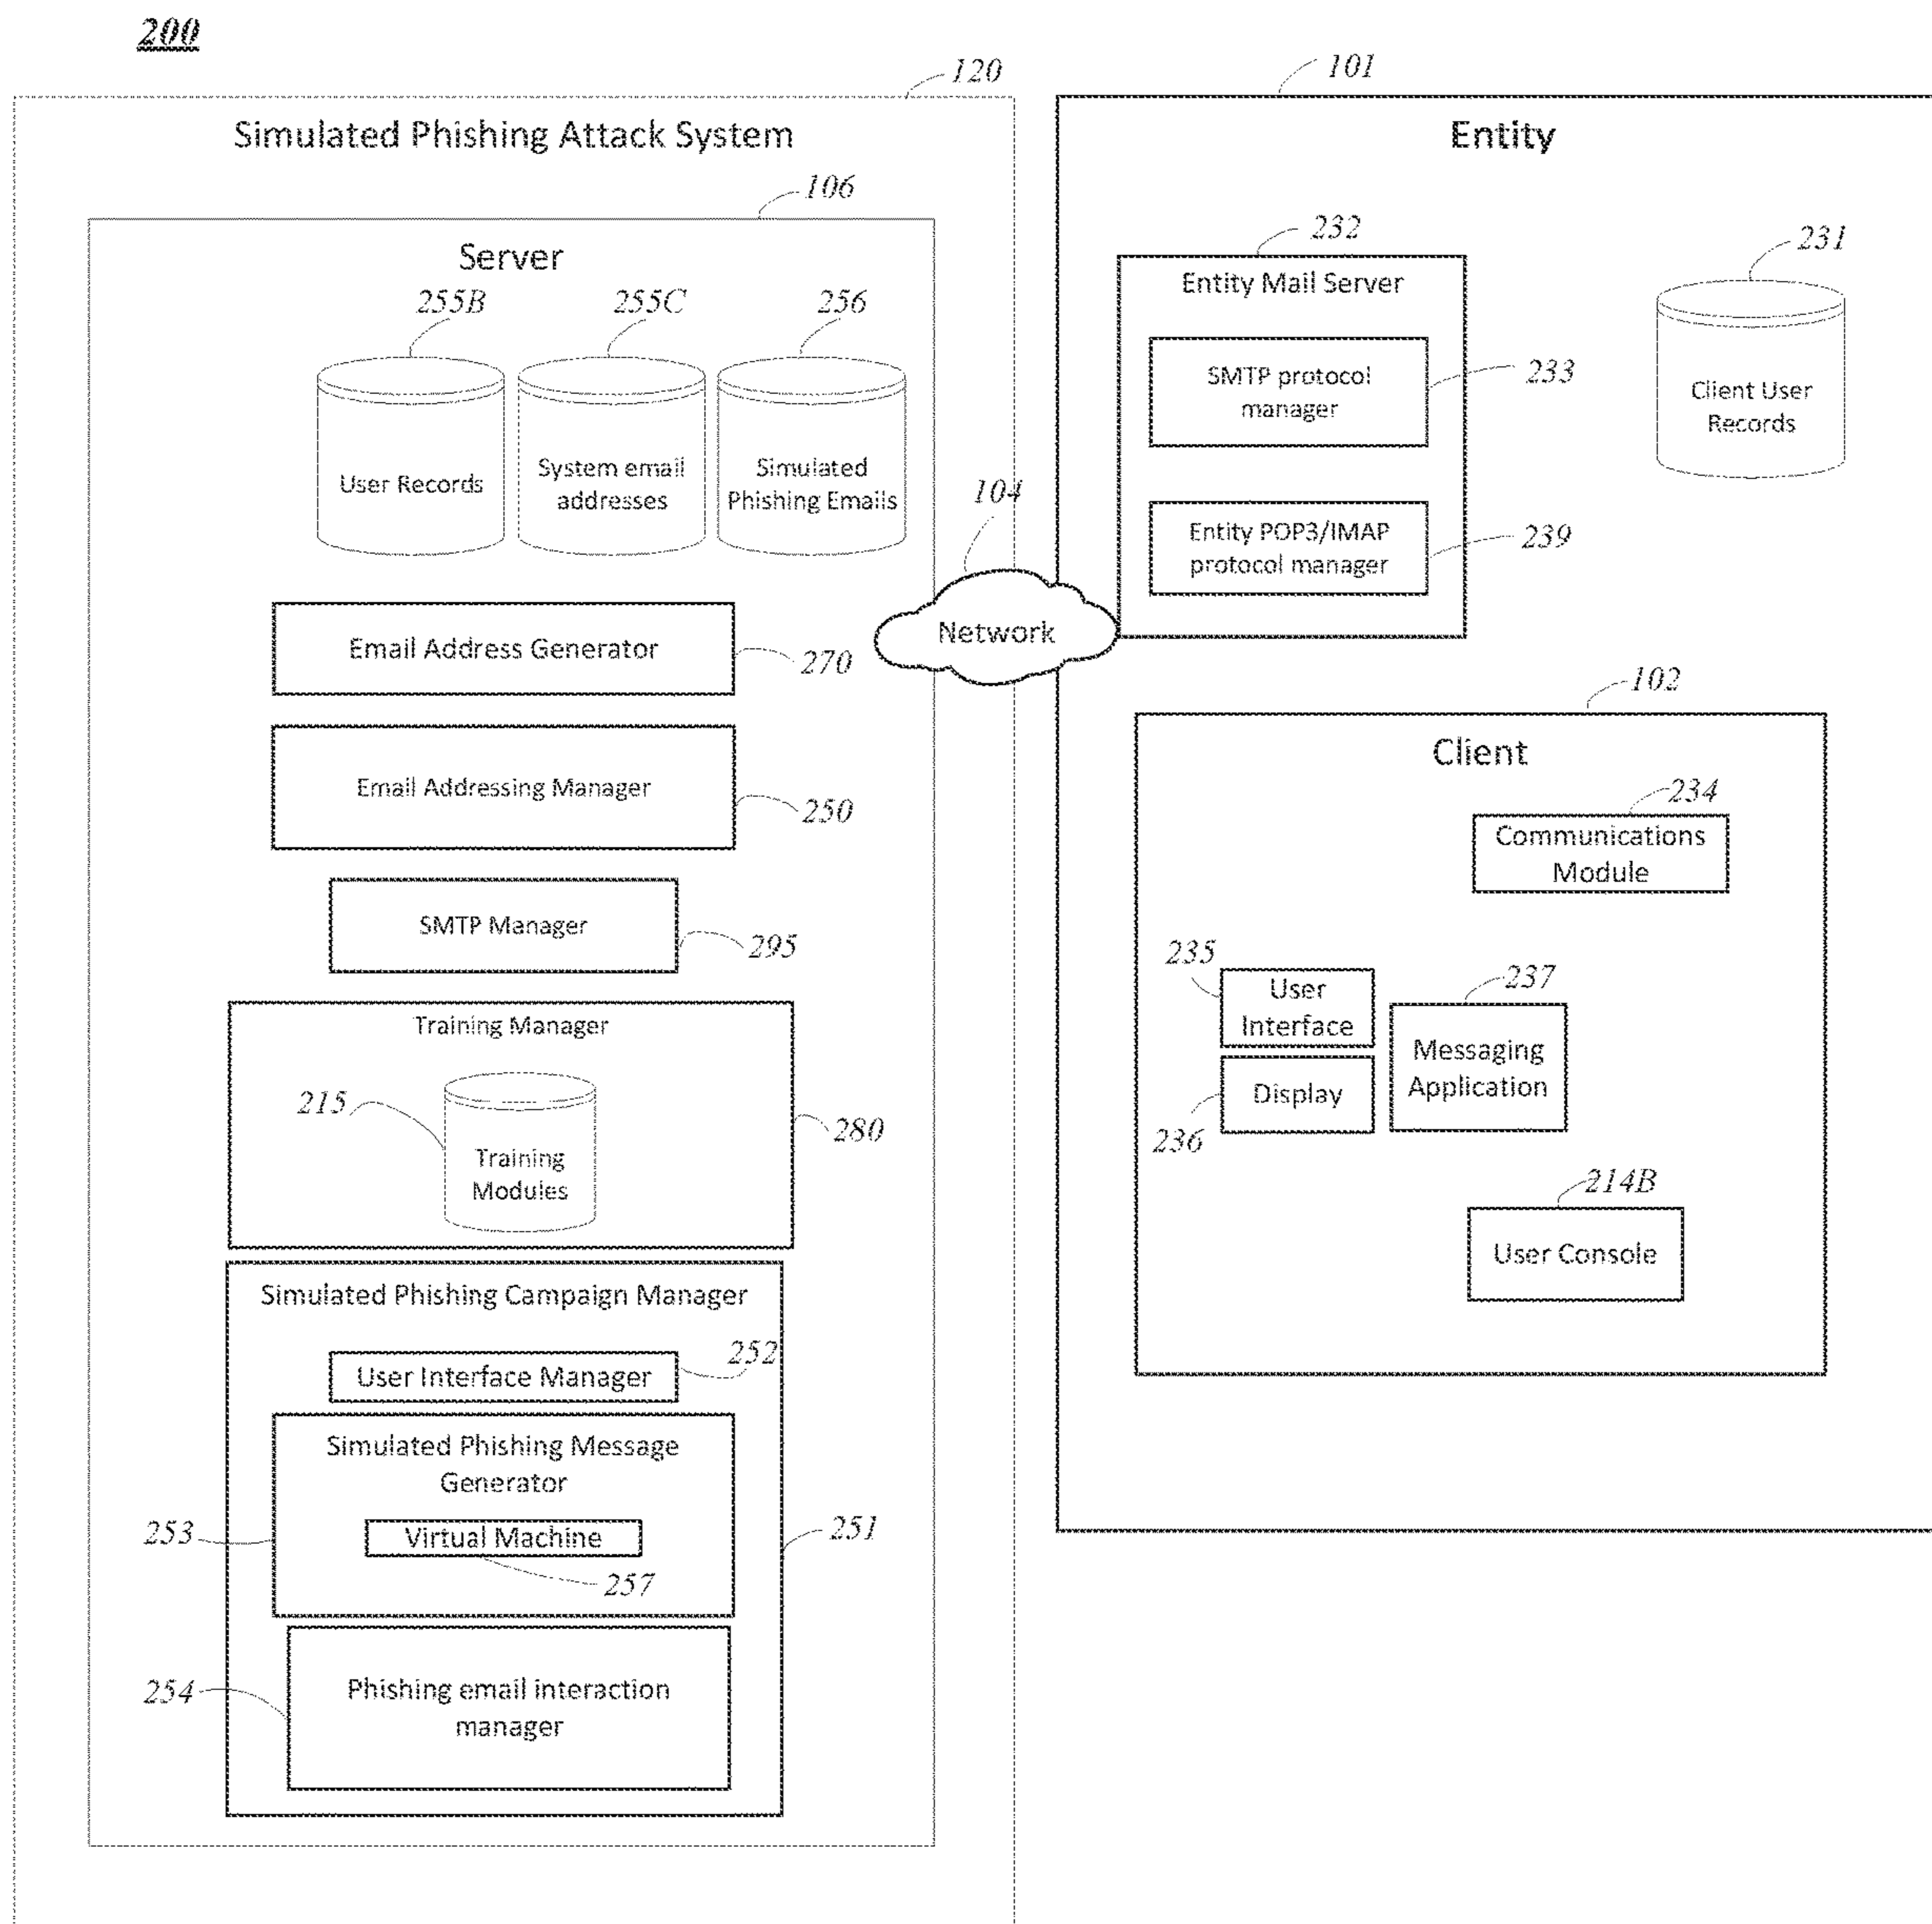 200
120
Simulated Phishing Attack System
106
Server
255B
255C
256
User Records
System email
addresses
Simulated
Phishing Emails
Email Address Generator
270
Email Addressing Manager
250
SMTP Manager
295
Training Manager
215
Training
Modules
280
Simulated Phishing Campaign Manager
252
User Interface Manager
Simulated Phishing Message
Generator
253
Virtual Machine
257
251
254
Phishing email interaction
manager
104
Network
101
Entity
232
Entity Mail Server
SMTP protocol
manager
233
Entity POP3/IMAP
protocol manager
239
231
Client User
Records
102
Client
234
Communications
Module
235
User
Interface
237
Messaging
Application
Display
236
214B
User Console